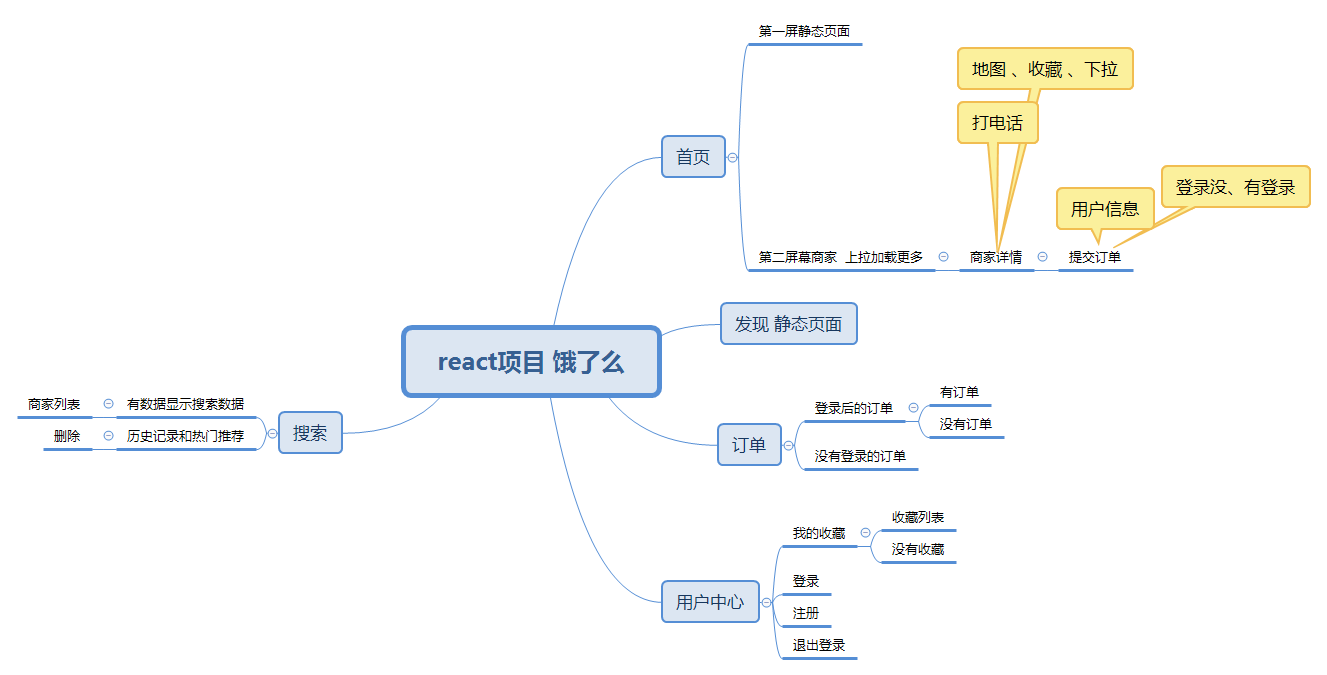 第一屏静态页面
地图 、收藏 、下拉
打电话
首页
登录没、有登录
用户信息
第二屏幕商家  上拉加载更多
商家详情
提交订单
发现 静态页面
react项目 饿了么
商家列表
有数据显示搜索数据
删除
历史记录和热门推荐
搜索
订单
登录后的订单
有订单
没有订单
没有登录的订单
用户中心
我的收藏
收藏列表
没有收藏
登录
注册
退出登录